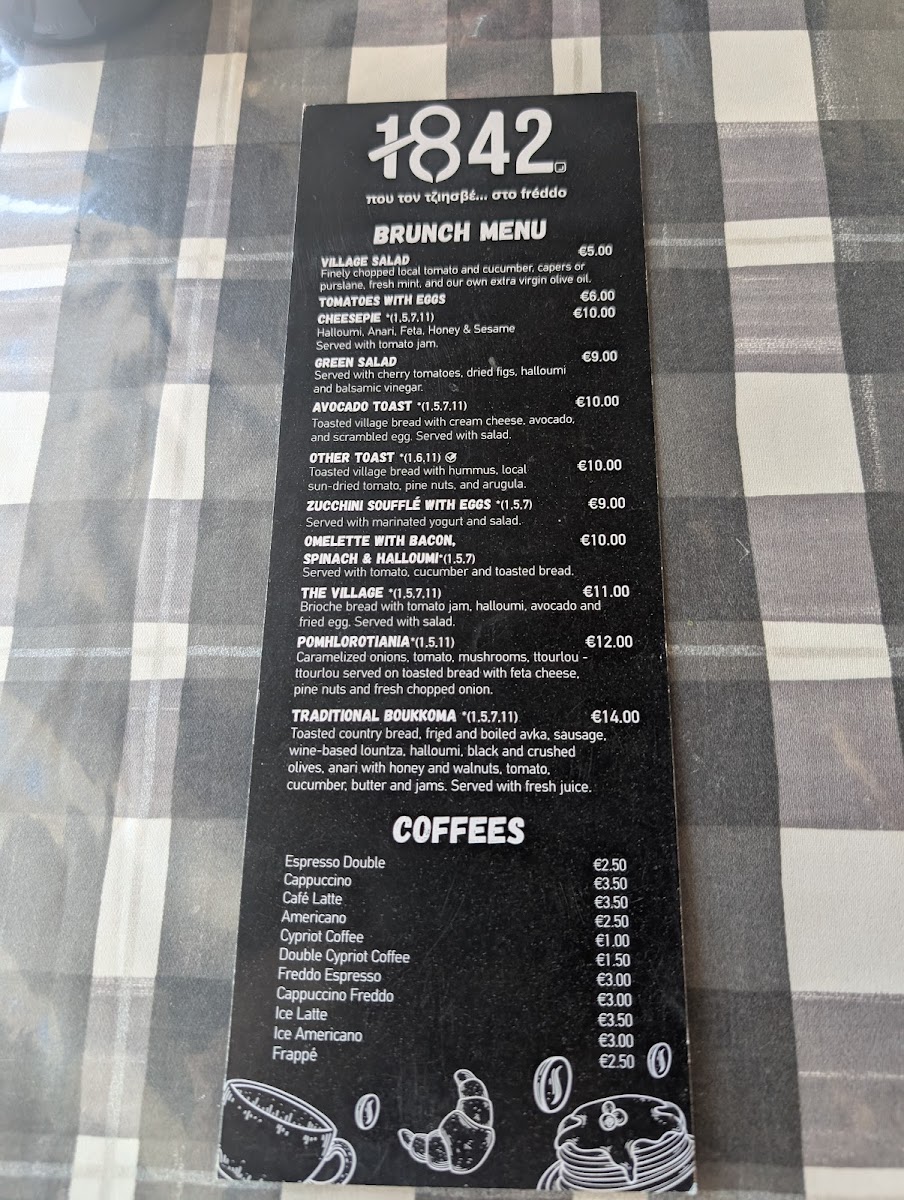 1842
που τον τζιησβέ... στο fréddo
BRUNCH MENU
VILLAGE SALAD €5.00
Finely chopped local tomato and cucumber, capers or
purslane, fresh mint, and our own extra virgin olive oil.
TOMATOES WITH EGGS €6.00
CHEESEPIE *(1,5,7,11) €10.00
Halloumi, Anari, Feta, Honey & Sesame
Served with tomato jam.
GREEN SALAD €9.00
Served with cherry tomatoes, dried figs, halloumi
and balsamic vinegar.
AVOCADO TOAST *(1,5,7,11) €10.00
Toasted village bread with cream cheese, avocado,
and scrambled egg. Served with salad.
OTHER TOAST *(1,6,11) €10.00
Toasted village bread with hummus, local
sun-dried tomato, pine nuts, and arugula.
ZUCCHINI SOUFFLÉ WITH EGGS *(1,5,7) €9.00
Served with marinated yogurt and salad.
OMELETTE WITH BACON, €10.00
SPINACH & HALLOUMI*(1,5,7)
Served with tomato, cucumber and toasted bread.
THE VILLAGE *(1,5,7,11) €11.00
Brioche bread with tomato jam, halloumi, avocado and
fried egg. Served with salad.
POMHLOROTIANIA*(1,5,11) €12.00
Caramelized onions, tomato, mushrooms, ttourlou -
ttourlou served on toasted bread with feta cheese,
pine nuts and fresh chopped onion.
TRADITIONAL BOUKKOMA *(1,5,7,11) €14.00
Toasted country bread, fried and boiled avka, sausage,
wine-based lountza, halloumi, black and crushed
olives, anari with honey and walnuts, tomato,
cucumber, butter and jams. Served with fresh juice.
COFFEES
Espresso Double €2.50
Cappuccino €3.50
Café Latte €3.50
Americano €2.50
Cypriot Coffee €1.00
Double Cypriot Coffee €1.50
Freddo Espresso €3.00
Cappuccino Freddo €3.00
Ice Latte €3.50
Ice Americano €3.00
Frappé €2.50